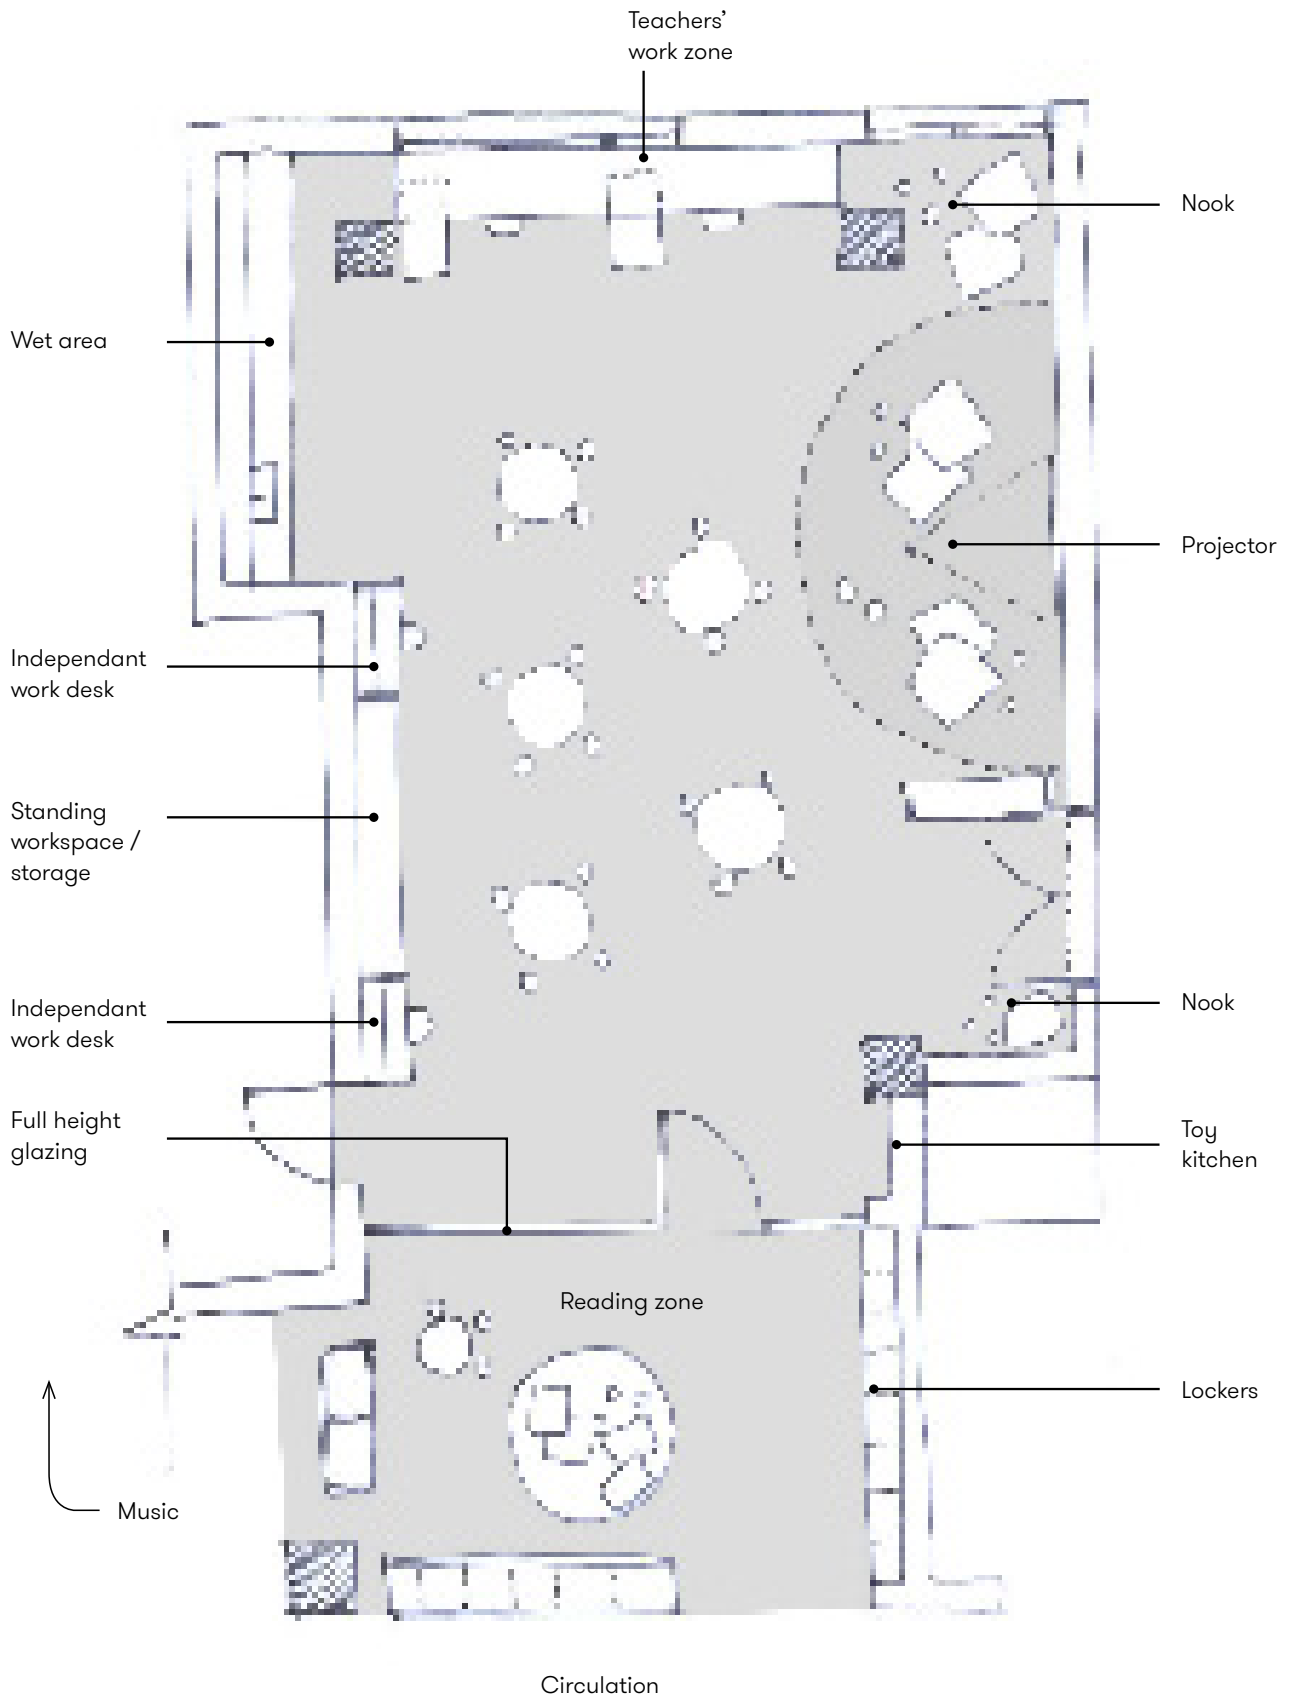 Teachers’
work zone
Nook
Wet area
Projector
Independant
work desk
Standing
workspace /
storage
Independant
work desk
Nook
Full height
glazing
Toy
kitchen
Reading zone
Lockers
Music
Circulation